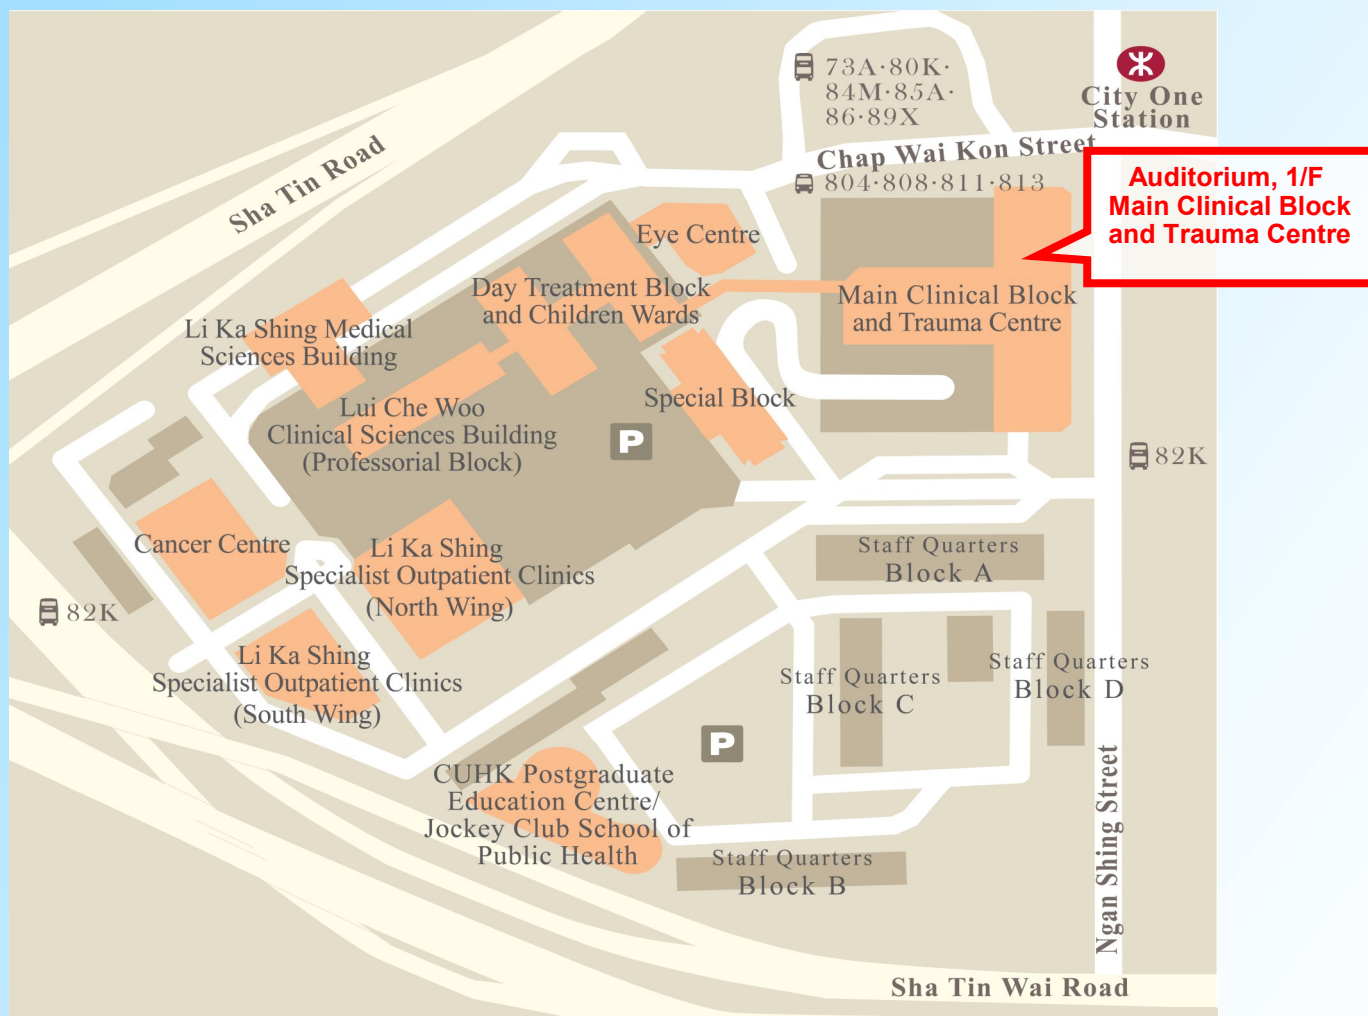 73A·80K·
84M·85A·
86·89X
City One
Station
Chap Wai Kon Street
804·808·811·813
Auditorium, 1/F
Main Clinical Block
and Trauma Centre
Sha Tin Road
Eye Centre
Day Treatment Block
and Children Wards
Main Clinical Block
and Trauma Centre
Li Ka Shing Medical
Sciences Building
Special Block
Lui Che Woo
Clinical Sciences Building
(Professorial Block)
P
82K
Cancer Centre
Li Ka Shing
Specialist Outpatient Clinics
(North Wing)
Staff Quarters
Block A
82K
Li Ka Shing
Specialist Outpatient Clinics
(South Wing)
Staff Quarters
Block C
Staff Quarters
Block D
P
CUHK Postgraduate
Education Centre/
Jockey Club School of
Public Health
Staff Quarters
Block B
Ngan Shing Street
Sha Tin Wai Road